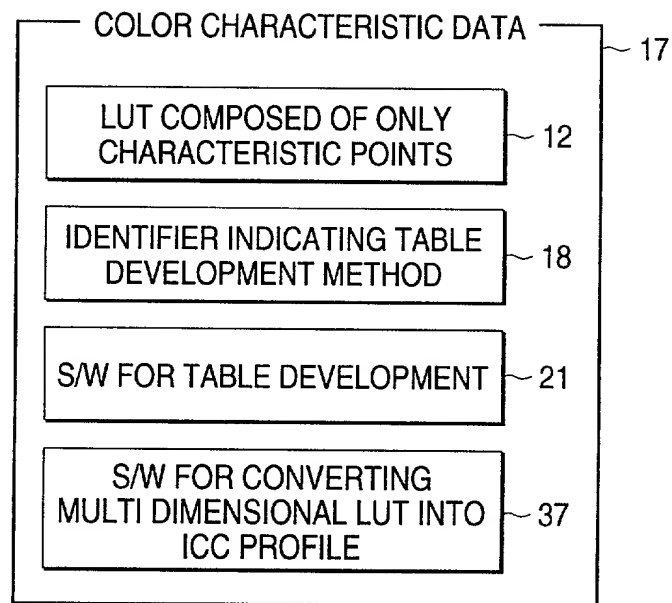 COLOR CHARACTERISTIC DATA
17
LUT COMPOSED OF ONLY
CHARACTERISTIC POINTS
12
IDENTIFIER INDICATING TABLE
DEVELOPMENT METHOD
18
S/W FOR TABLE DEVELOPMENT
21
S/W FOR CONVERTING
MULTI DIMENSIONAL LUT INTO
ICC PROFILE
37